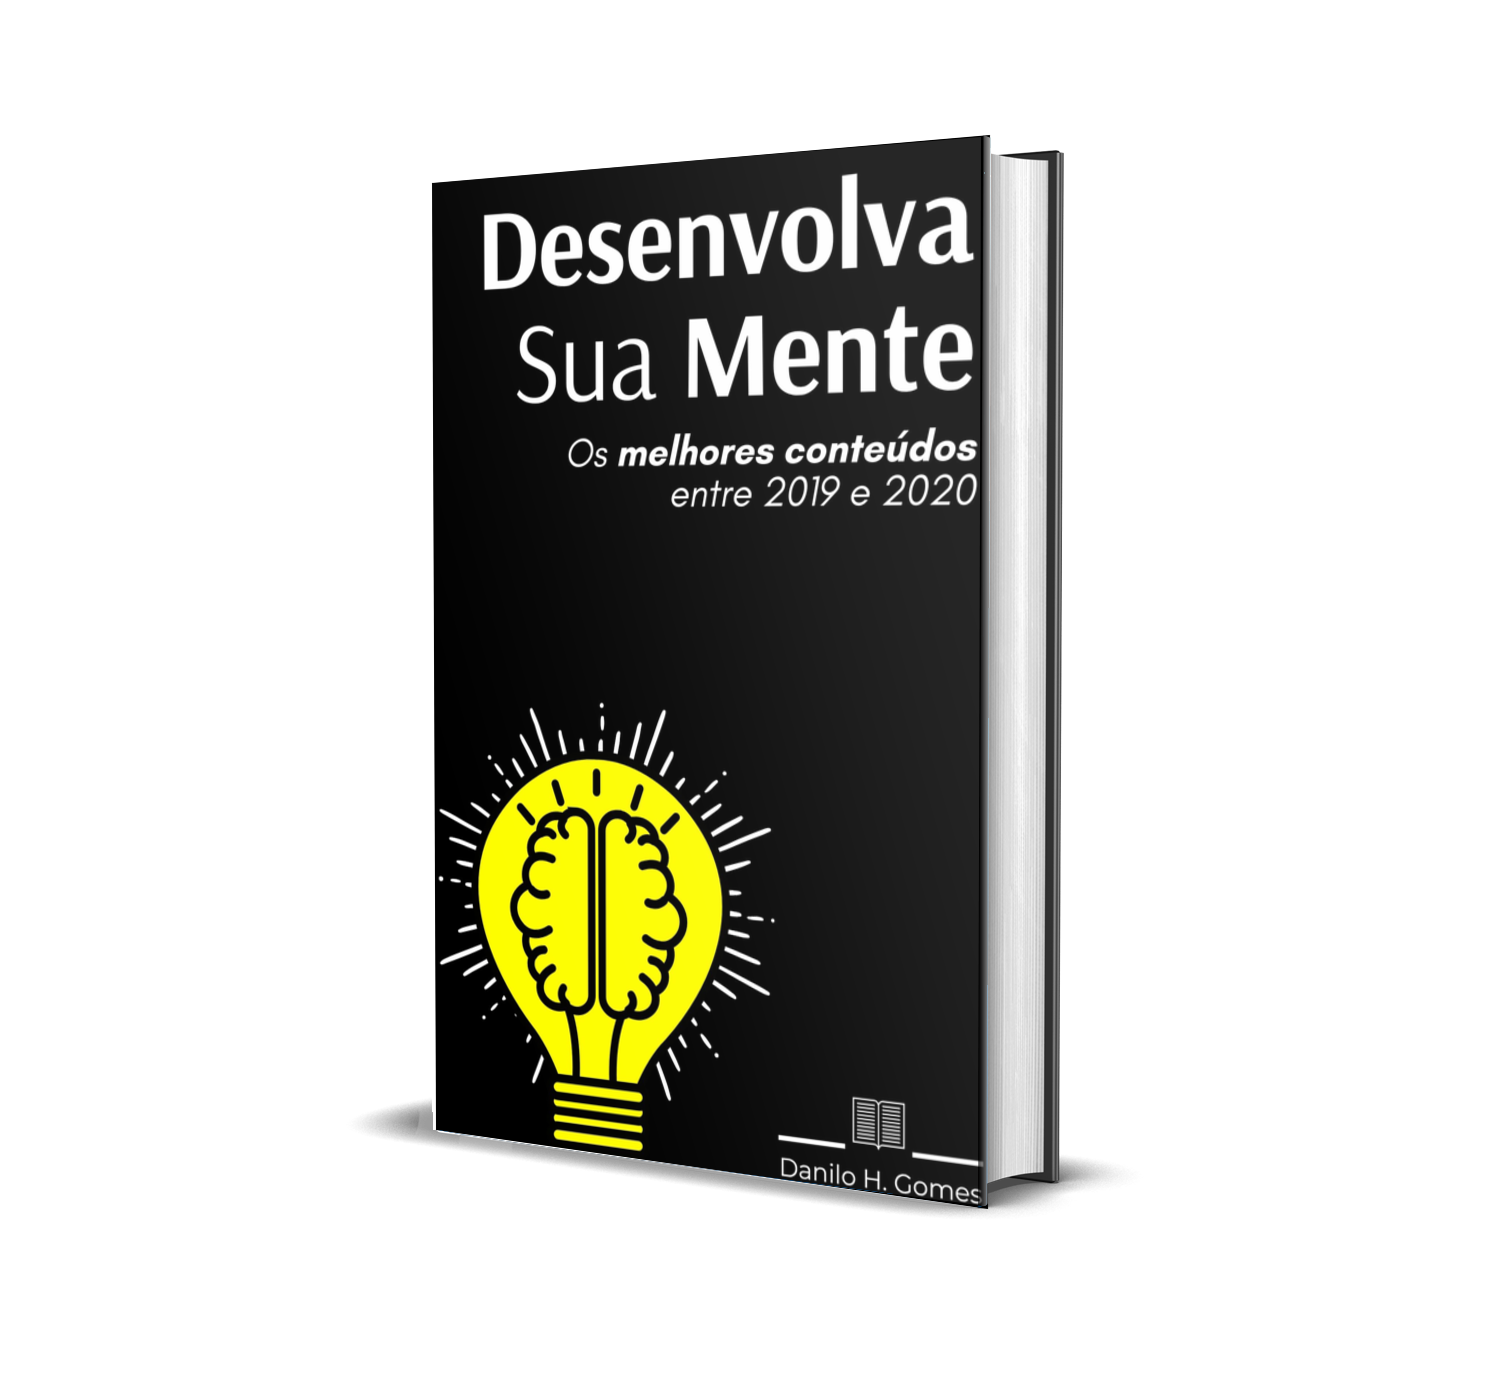 Desenvolva
Sua Mente
Os melhores conteúdos
entre 2019 e 2020
Danilo H. Gomes